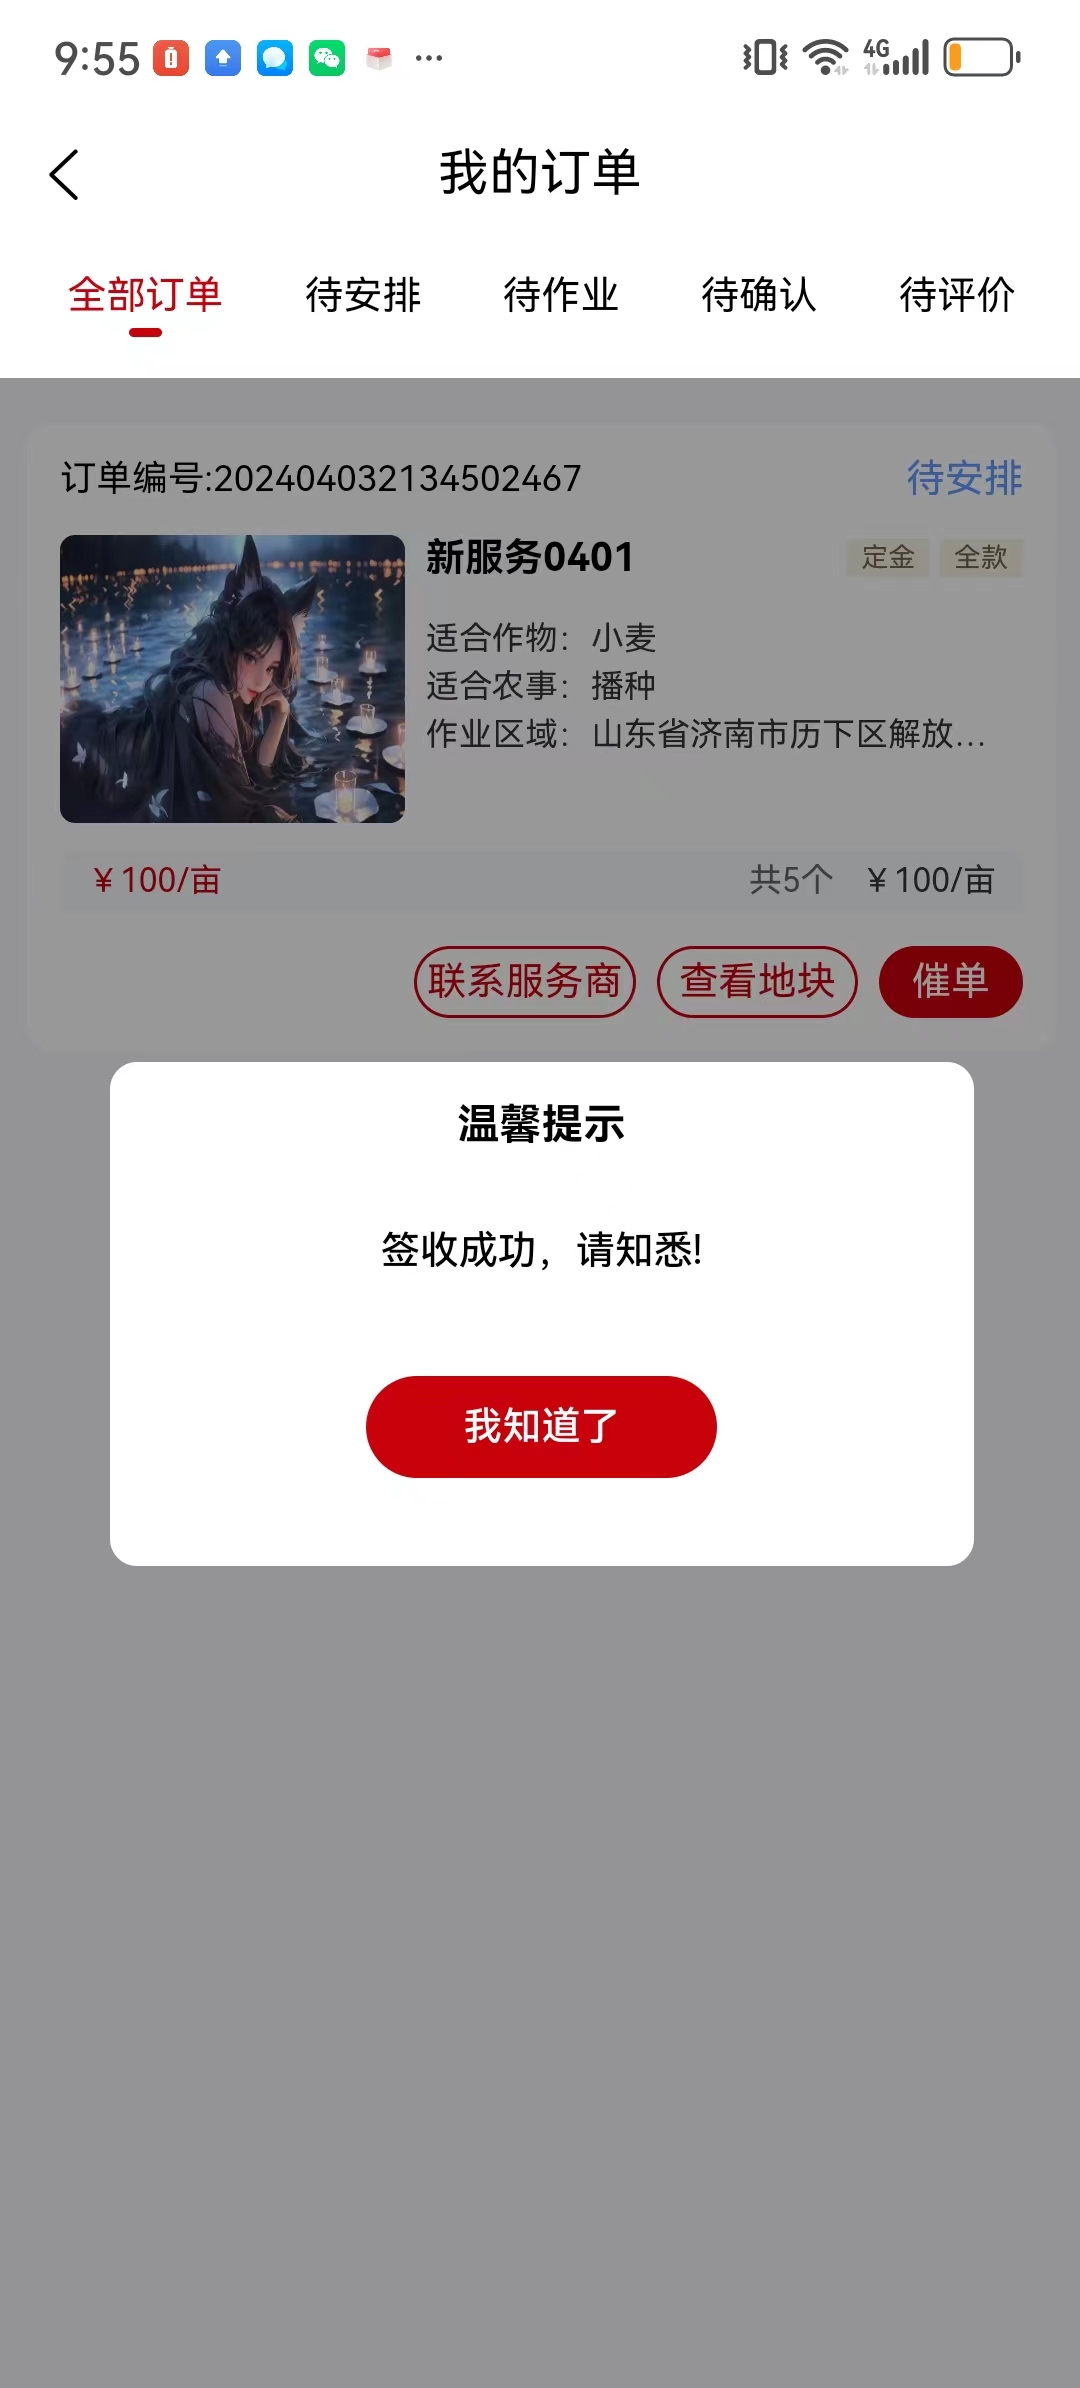 9:55
4G
我的订单
全部订单 待安排 待作业 待确认 待评价
订单编号:202404032134502467 待安排
新服务0401 定金 全款
适合作物：小麦
适合农事：播种
作业区域：山东省济南市历下区解放...
￥100/亩 共5个 ￥100/亩
联系服务商 查看地块 催单
温馨提示
签收成功，请知悉!
我知道了